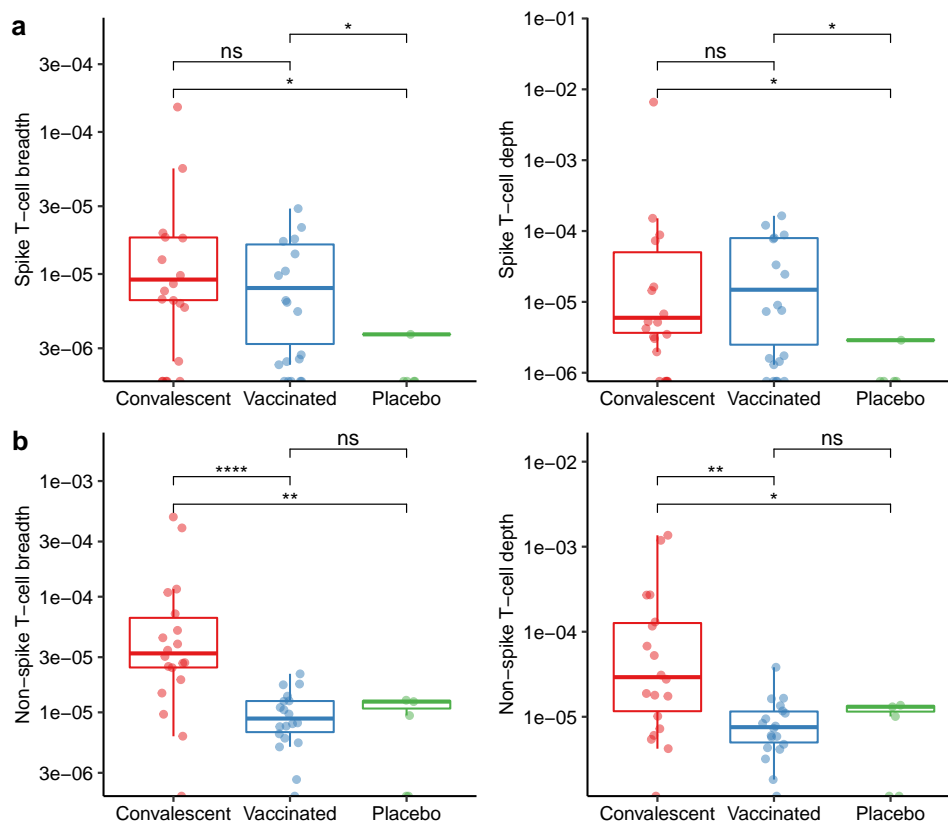 a
Spike T−cell breadth
3e−04
1e−04
3e−05
1e−05
3e−06
ns
*
*
Convalescent Vaccinated Placebo
Spike T−cell depth
1e−01
1e−02
1e−03
1e−04
1e−05
1e−06
ns
*
*
Convalescent Vaccinated Placebo
b
Non−spike T−cell breadth
1e−03
3e−04
1e−04
3e−05
1e−05
3e−06
ns
****
**
Convalescent Vaccinated Placebo
Non−spike T−cell depth
1e−02
1e−03
1e−04
1e−05
ns
**
*
Convalescent Vaccinated Placebo